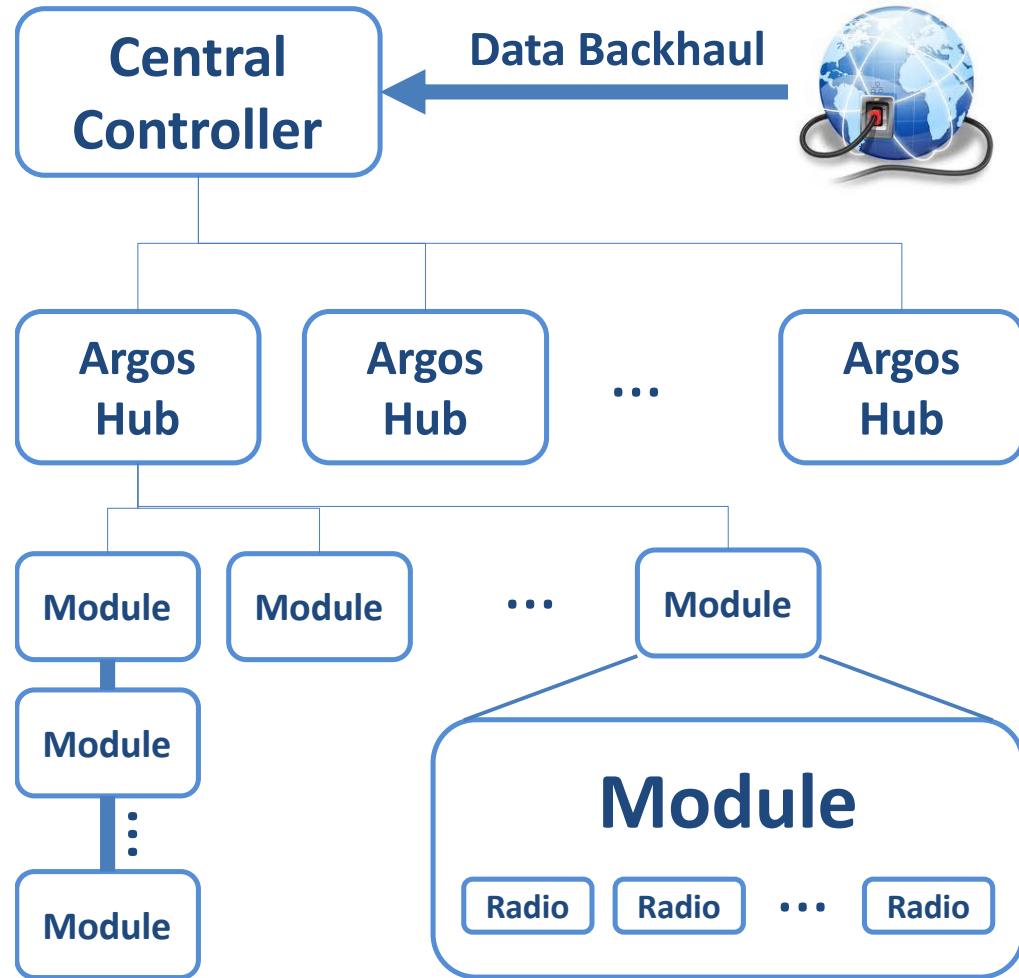 Central
Controller
Data Backhaul
Argos
Hub
Argos
Hub
...
Argos
Hub
Module
Module
...
Module
Module
...
Module
Module
Radio
Radio
...
Radio